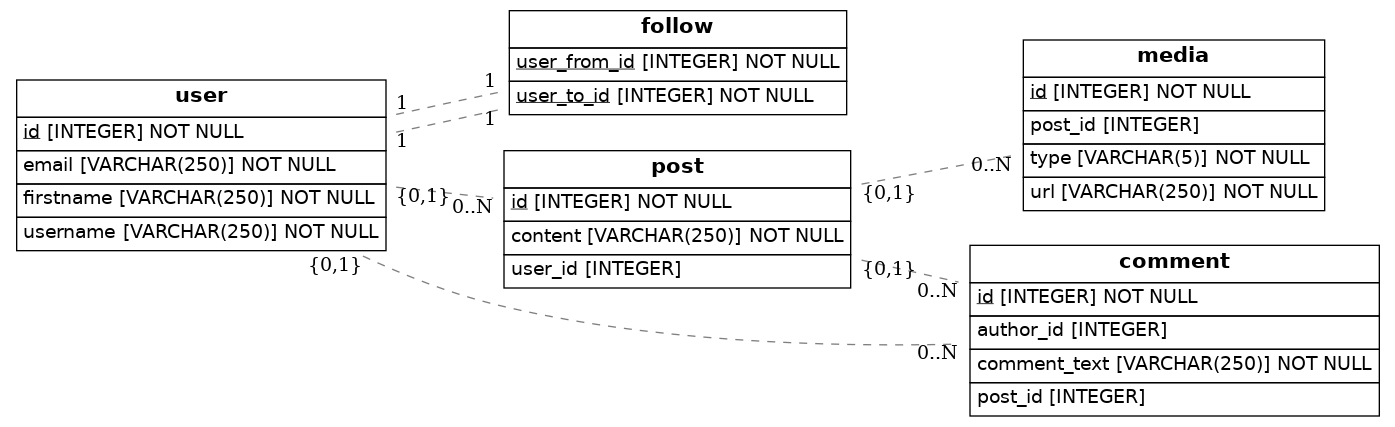 user
id [INTEGER] NOT NULL
email [VARCHAR(250)] NOT NULL
firstname [VARCHAR(250)] NOT NULL
username [VARCHAR(250)] NOT NULL
1
1
1
1
follow
user_from_id [INTEGER] NOT NULL
user_to_id [INTEGER] NOT NULL
{0,1}
0..N
post
id [INTEGER] NOT NULL
content [VARCHAR(250)] NOT NULL
user_id [INTEGER]
{0,1}
0..N
media
id [INTEGER] NOT NULL
post_id [INTEGER]
type [VARCHAR(5)] NOT NULL
url [VARCHAR(250)] NOT NULL
{0,1}
0..N
{0,1}
0..N
comment
id [INTEGER] NOT NULL
author_id [INTEGER]
comment_text [VARCHAR(250)] NOT NULL
post_id [INTEGER]